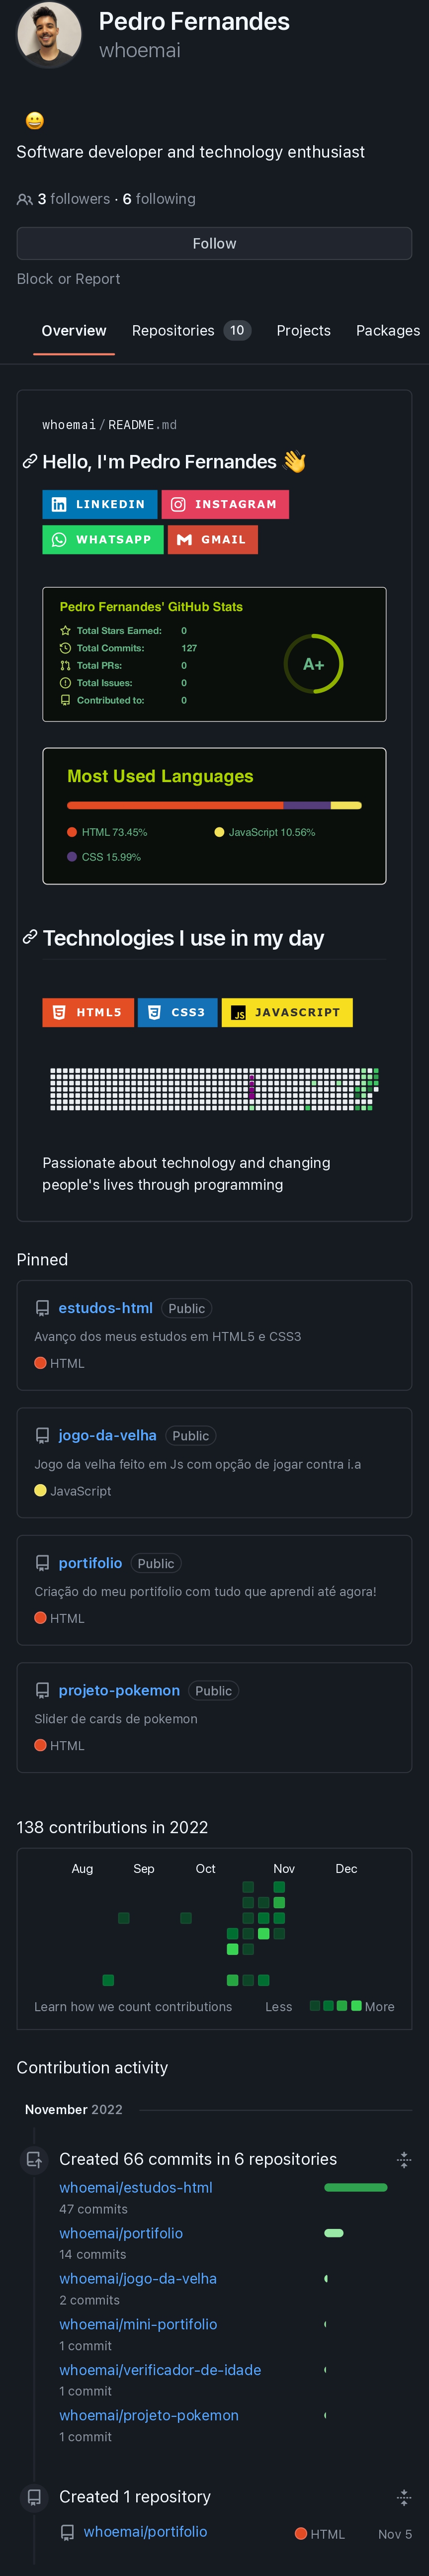 Pedro Fernandes
whoemai
😀
Software developer and technology enthusiast
3 followers · 6 following
Follow
Block or Report
Overview Repositories 10 Projects Packages
whoemai/README.md
Hello, I'm Pedro Fernandes 👋
LINKEDIN INSTAGRAM
WHATSAPP GMAIL
Pedro Fernandes' GitHub Stats
Total Stars Earned: 0
Total Commits: 127
Total PRs: 0
Total Issues: 0
Contributed to: 0
A+
Most Used Languages
HTML 73.45% JavaScript 10.56%
CSS 15.99%
Technologies I use in my day
HTML5 CSS3 JS JAVASCRIPT
Passionate about technology and changing
people's lives through programming
Pinned
estudos-html Public
Avanço dos meus estudos em HTML5 e CSS3
HTML
jogo-da-velha Public
Jogo da velha feito em Js com opção de jogar contra i.a
JavaScript
portifolio Public
Criação do meu portifolio com tudo que aprendi até agora!
HTML
projeto-pokemon Public
Slider de cards de pokemon
HTML
138 contributions in 2022
Aug Sep Oct Nov Dec
Learn how we count contributions Less More
Contribution activity
November 2022
Created 66 commits in 6 repositories
whoemai/estudos-html
47 commits
whoemai/portifolio
14 commits
whoemai/jogo-da-velha
2 commits
whoemai/mini-portifolio
1 commit
whoemai/verificador-de-idade
1 commit
whoemai/projeto-pokemon
1 commit
Created 1 repository
whoemai/portifolio HTML Nov 5